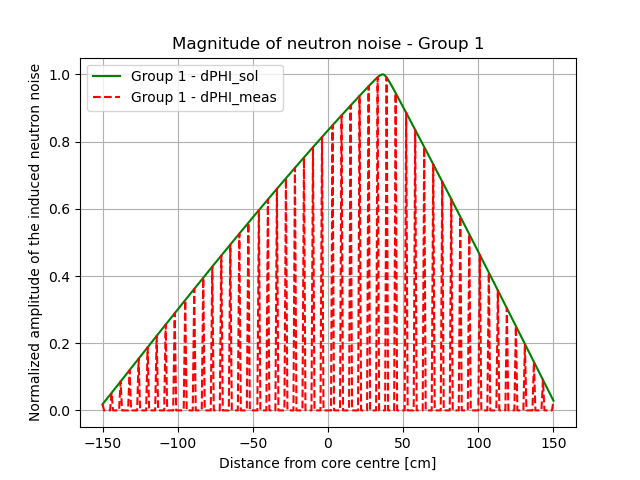 Magnitude of neutron noise - Group 1
Normalized amplitude of the induced neutron noise
1.0
0.8
0.6
0.4
0.2
0.0
Group 1 - dPHI_sol
Group 1 - dPHI_meas
−150
−100
−50
0
50
100
150
Distance from core centre [cm]